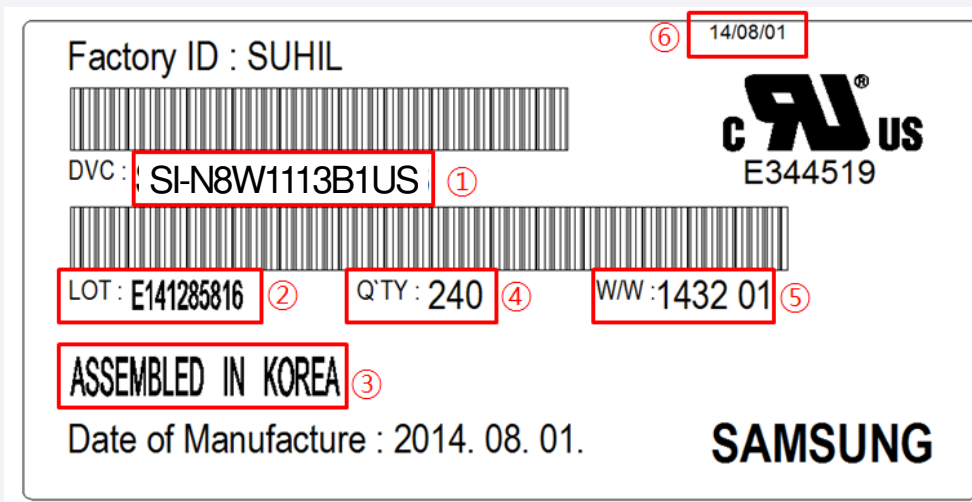 ⑥ 14/08/01
Factory ID : SUHIL
C RU ® US
DVC : SI-N8W1113B1US ①
E344519
LOT : E141285816 ② Q`TY : 240 ④ W/W :1432 01 ⑤
ASSEMBLED IN KOREA ③
Date of Manufacture : 2014. 08. 01.
SAMSUNG